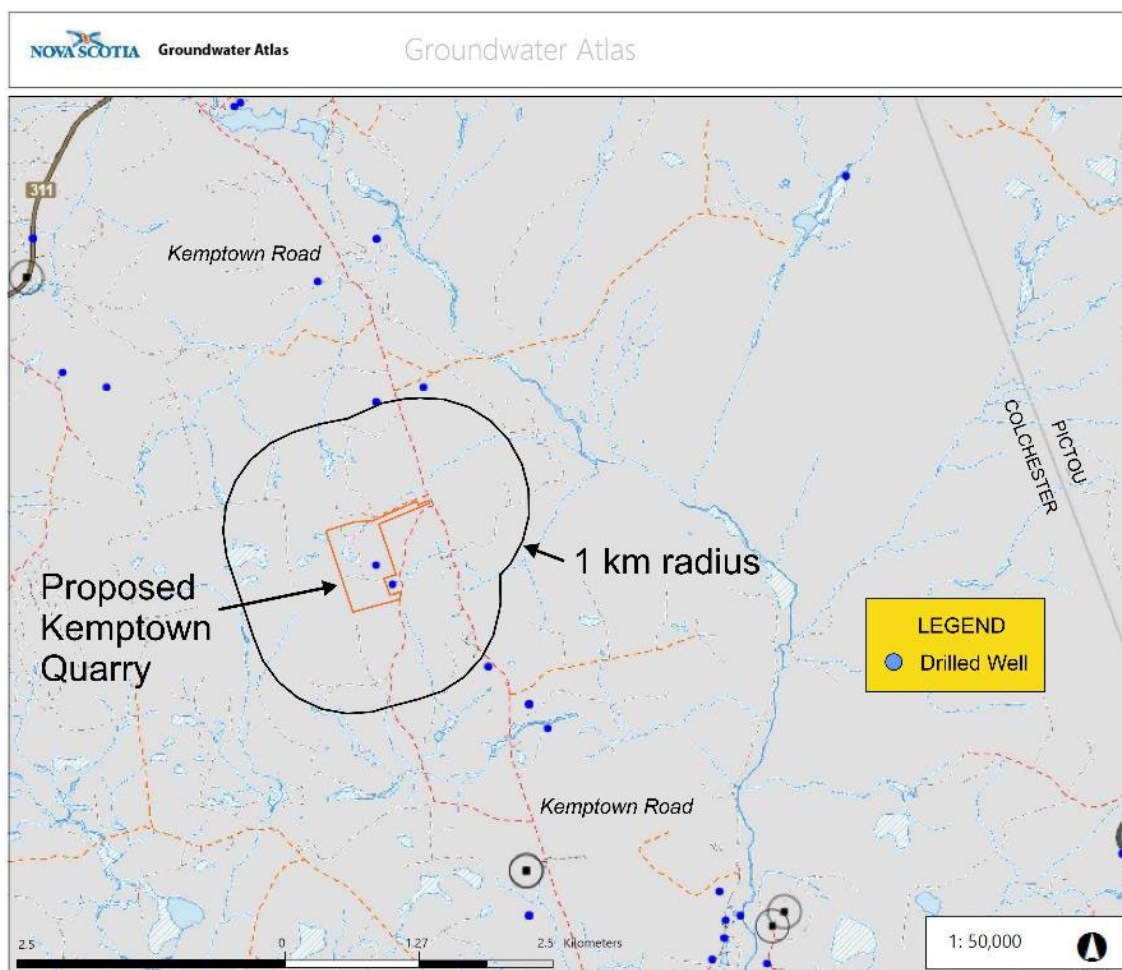 NOVA SCOTIA
Groundwater Atlas
Groundwater Atlas
311
Kemptown Road
PICTOU
COLCHESTER
1 km radius
Proposed
Kemptown
Quarry
LEGEND
Drilled Well
Kemptown Road
2.5 0 1.27 2.5 Kilometers
1: 50,000